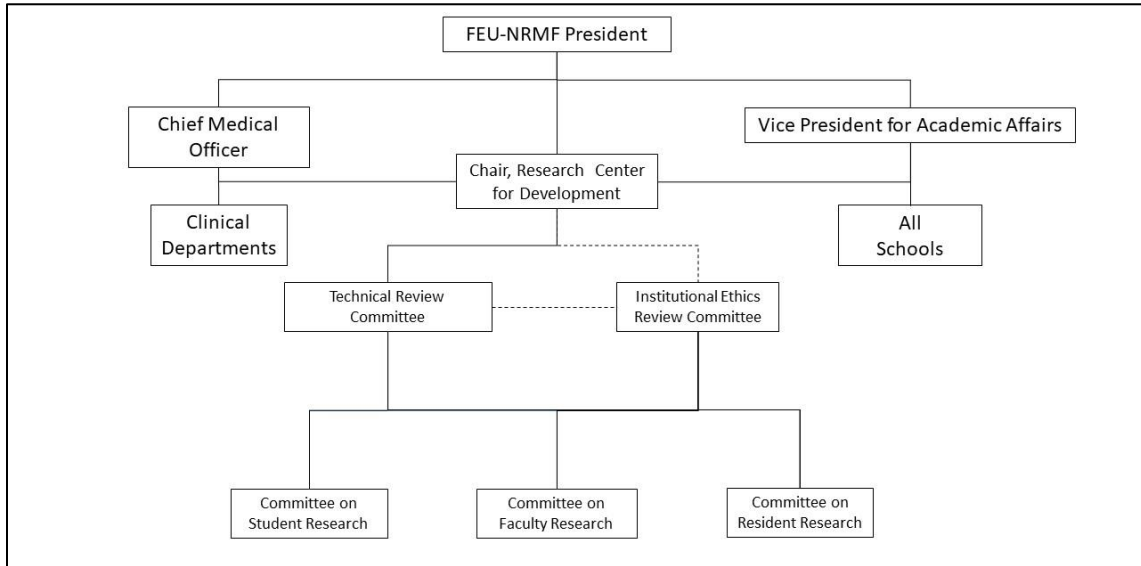 FEU-NRMF President
Chief Medical
Officer
Vice President for Academic Affairs
Chair, Research Center
for Development
Clinical
Departments
All
Schools
Technical Review
Committee
Institutional Ethics
Review Committee
Committee on
Student Research
Committee on
Faculty Research
Committee on
Resident Research